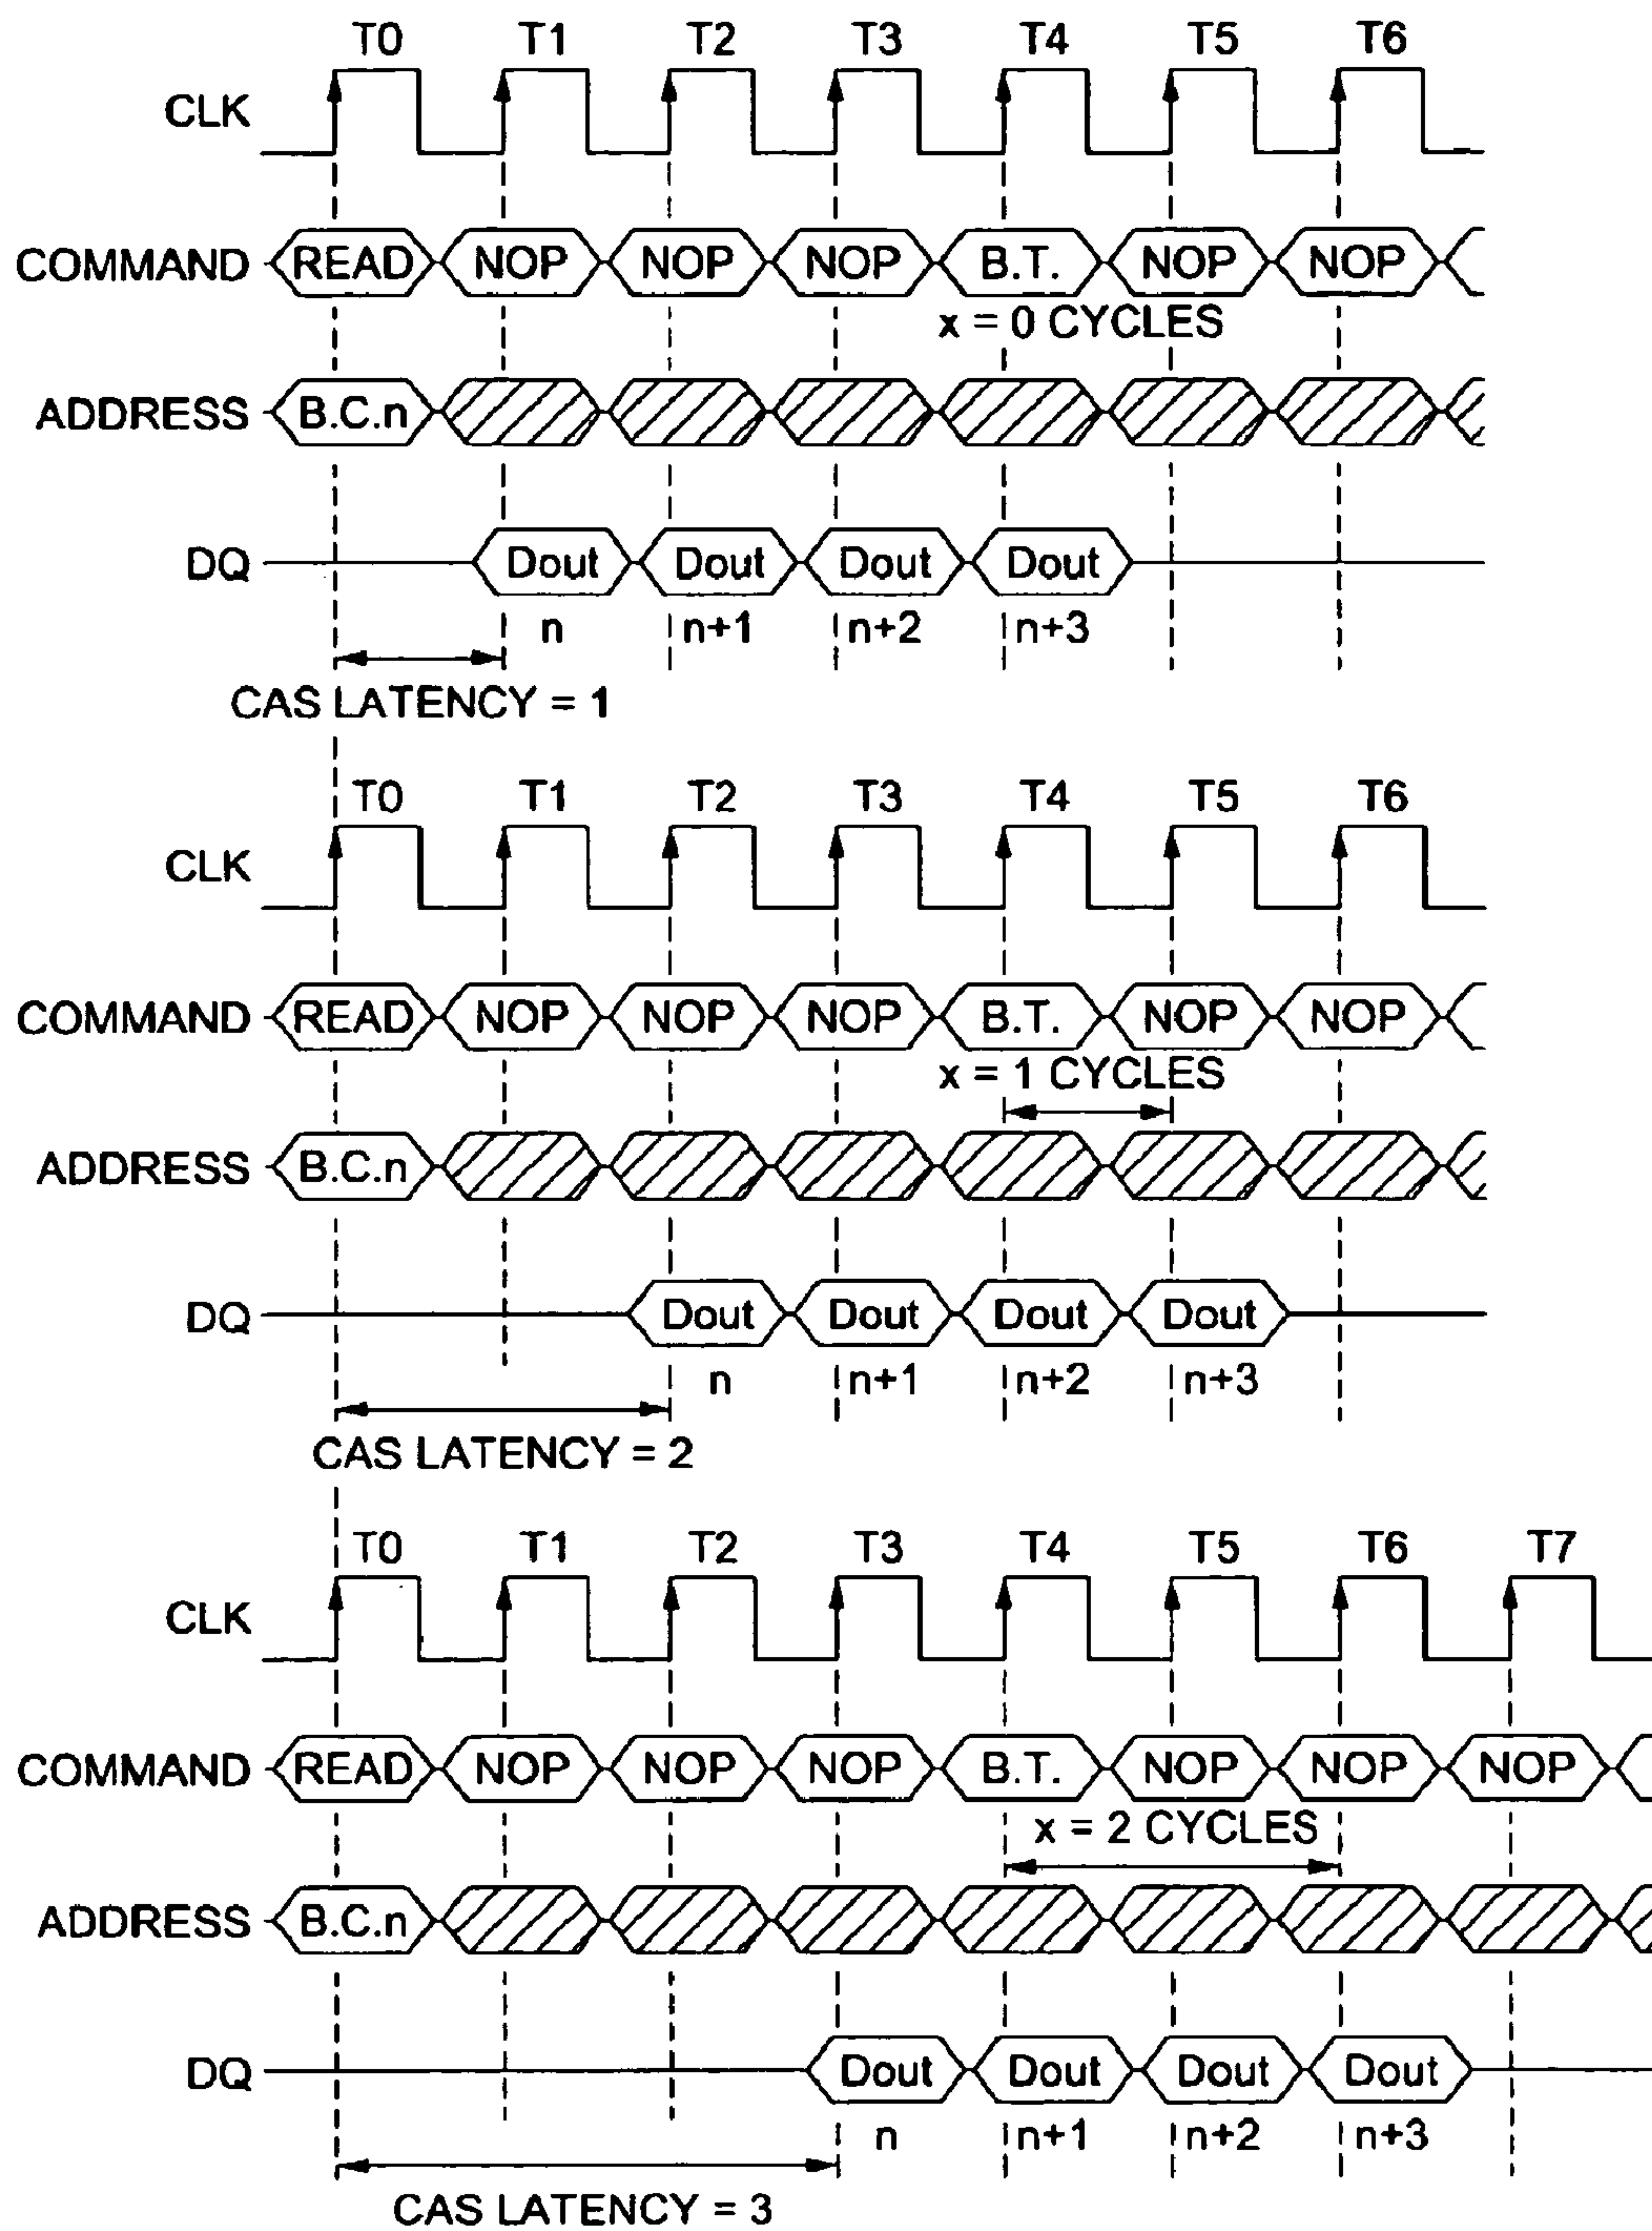 T0 T1 T2 T3 T4 T5 T6
CLK
COMMAND READ NOP NOP NOP B.T. NOP NOP
x = 0 CYCLES
ADDRESS B.C.n
DQ Dout Dout Dout Dout
n n+1 n+2 n+3
CAS LATENCY = 1
T0 T1 T2 T3 T4 T5 T6
CLK
COMMAND READ NOP NOP NOP B.T. NOP NOP
x = 1 CYCLES
ADDRESS B.C.n
DQ Dout Dout Dout Dout
n n+1 n+2 n+3
CAS LATENCY = 2
T0 T1 T2 T3 T4 T5 T6 T7
CLK
COMMAND READ NOP NOP NOP B.T. NOP NOP NOP
x = 2 CYCLES
ADDRESS B.C.n
DQ Dout Dout Dout Dout
n n+1 n+2 n+3
CAS LATENCY = 3